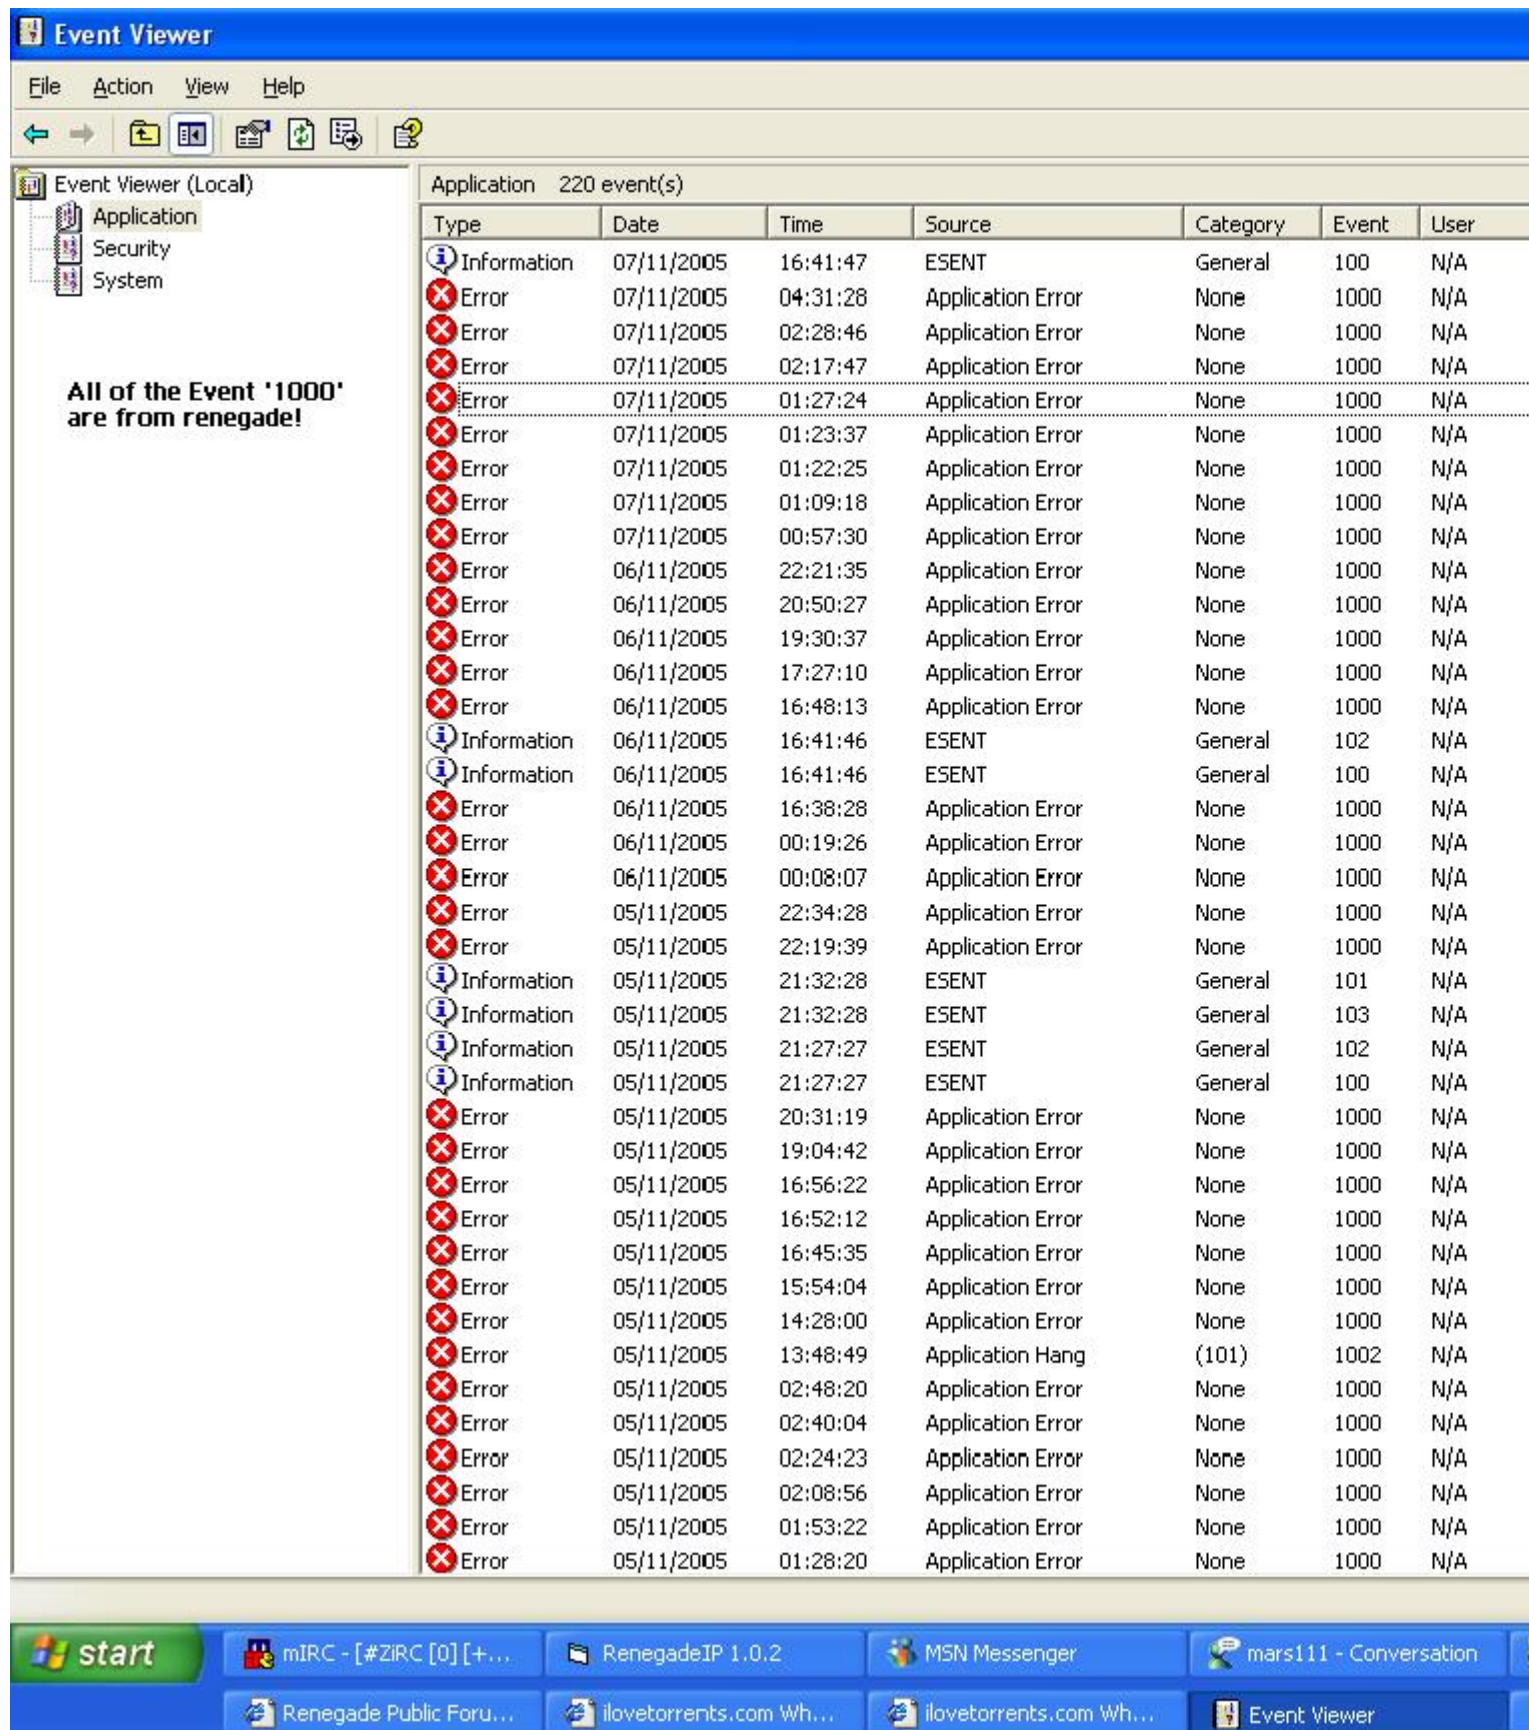 Event Viewer
File Action View Help
Event Viewer (Local)
Application
Security
System
All of the Event '1000'
are from renegade!
Application 220 event(s)
Type Date Time Source Category Event User
Information 07/11/2005 16:41:47 ESENT General 100 N/A
Error 07/11/2005 04:31:28 Application Error None 1000 N/A
Error 07/11/2005 02:28:46 Application Error None 1000 N/A
Error 07/11/2005 02:17:47 Application Error None 1000 N/A
Error 07/11/2005 01:27:24 Application Error None 1000 N/A
Error 07/11/2005 01:23:37 Application Error None 1000 N/A
Error 07/11/2005 01:22:25 Application Error None 1000 N/A
Error 07/11/2005 01:09:18 Application Error None 1000 N/A
Error 07/11/2005 00:57:30 Application Error None 1000 N/A
Error 06/11/2005 22:21:35 Application Error None 1000 N/A
Error 06/11/2005 20:50:27 Application Error None 1000 N/A
Error 06/11/2005 19:30:37 Application Error None 1000 N/A
Error 06/11/2005 17:27:10 Application Error None 1000 N/A
Error 06/11/2005 16:48:13 Application Error None 1000 N/A
Information 06/11/2005 16:41:46 ESENT General 102 N/A
Information 06/11/2005 16:41:46 ESENT General 100 N/A
Error 06/11/2005 16:38:28 Application Error None 1000 N/A
Error 06/11/2005 00:19:26 Application Error None 1000 N/A
Error 06/11/2005 00:08:07 Application Error None 1000 N/A
Error 05/11/2005 22:34:28 Application Error None 1000 N/A
Error 05/11/2005 22:19:39 Application Error None 1000 N/A
Information 05/11/2005 21:32:28 ESENT General 101 N/A
Information 05/11/2005 21:32:28 ESENT General 103 N/A
Information 05/11/2005 21:27:27 ESENT General 102 N/A
Information 05/11/2005 21:27:27 ESENT General 100 N/A
Error 05/11/2005 20:31:19 Application Error None 1000 N/A
Error 05/11/2005 19:04:42 Application Error None 1000 N/A
Error 05/11/2005 16:56:22 Application Error None 1000 N/A
Error 05/11/2005 16:52:12 Application Error None 1000 N/A
Error 05/11/2005 16:45:35 Application Error None 1000 N/A
Error 05/11/2005 15:54:04 Application Error None 1000 N/A
Error 05/11/2005 14:28:00 Application Error None 1000 N/A
Error 05/11/2005 13:48:49 Application Hang (101) 1002 N/A
Error 05/11/2005 02:48:20 Application Error None 1000 N/A
Error 05/11/2005 02:40:04 Application Error None 1000 N/A
Error 05/11/2005 02:24:23 Application Error None 1000 N/A
Error 05/11/2005 02:08:56 Application Error None 1000 N/A
Error 05/11/2005 01:53:22 Application Error None 1000 N/A
Error 05/11/2005 01:28:20 Application Error None 1000 N/A
start mIRC - [#ZiRC [0] [+... RenegadeIP 1.0.2 MSN Messenger mars111 - Conversation
Renegade Public Foru... ilovetorrents.com Wh... ilovetorrents.com Wh... Event Viewer